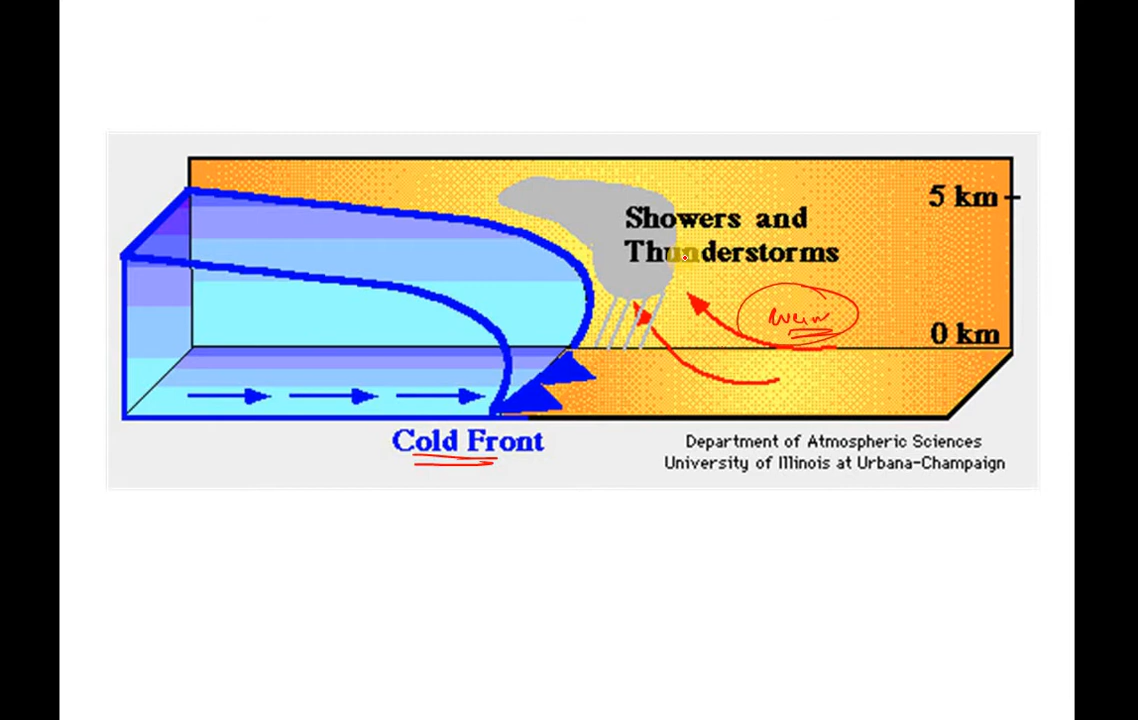 Showers and
Thunderstorms
5 km
0 km
Cold Front
Department of Atmospheric Sciences
University of Illinois at Urbana-Champaign